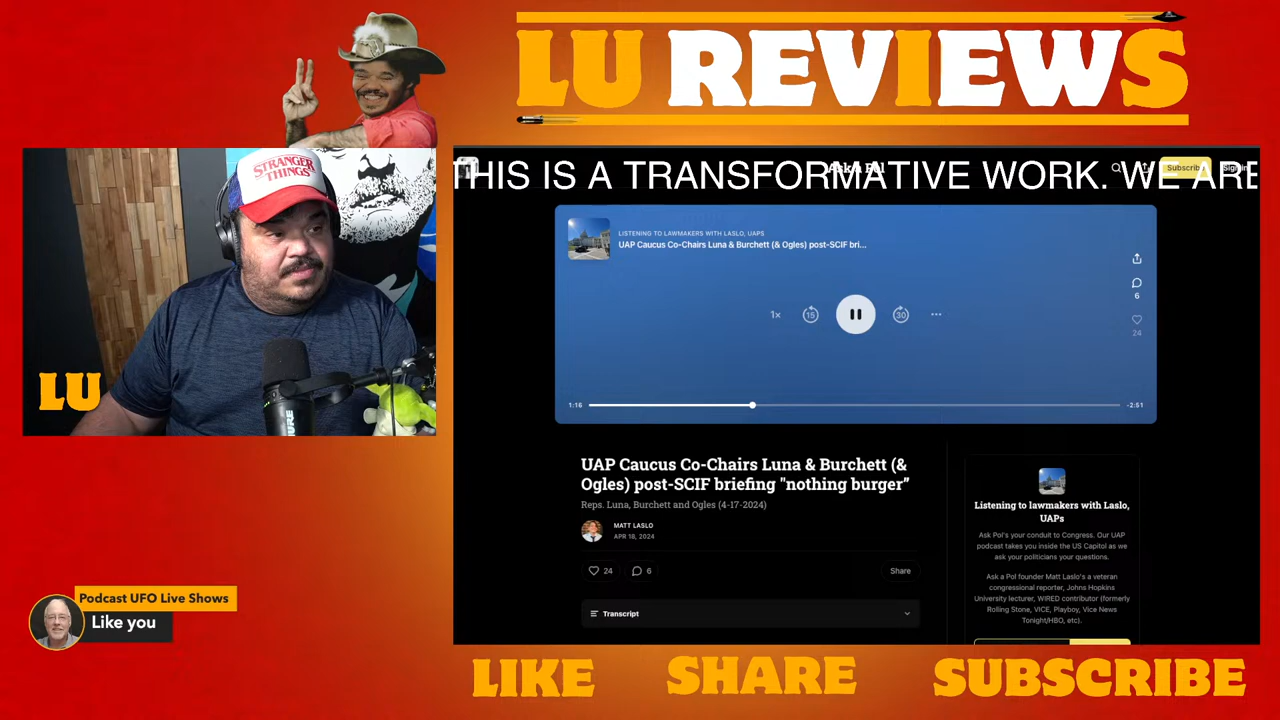 LU REVIEWS
STRANGER
THINGS
LU
THIS IS A TRANSFORMATIVE WORK. WE ARE
Ask a Pol
Subscribe
Sign in
LISTENING TO LAWMAKERS WITH LASLO, UAPS
UAP Caucus Co-Chairs Luna & Burchett (& Ogles) post-SCIF bri...
6
24
1x
15
30
1:16
-2:51
UAP Caucus Co-Chairs Luna & Burchett (&
Ogles) post-SCIF briefing "nothing burger"
Reps. Luna, Burchett and Ogles (4-17-2024)
MATT LASLO
APR 18, 2024
24
6
Share
Transcript
Listening to lawmakers with Laslo,
UAPs
Ask Pol's your conduit to Congress. Our UAP
podcast takes you inside the US Capitol as we
ask your politicians your questions.
Ask a Pol founder Matt Laslo's a veteran
congressional reporter, Johns Hopkins
University lecturer, WIRED contributor (formerly
Rolling Stone, VICE, Playboy, Vice News
Tonight/HBO, etc).
Podcast UFO Live Shows
Like you
SHURE
LIKE
SHARE
SUBSCRIBE